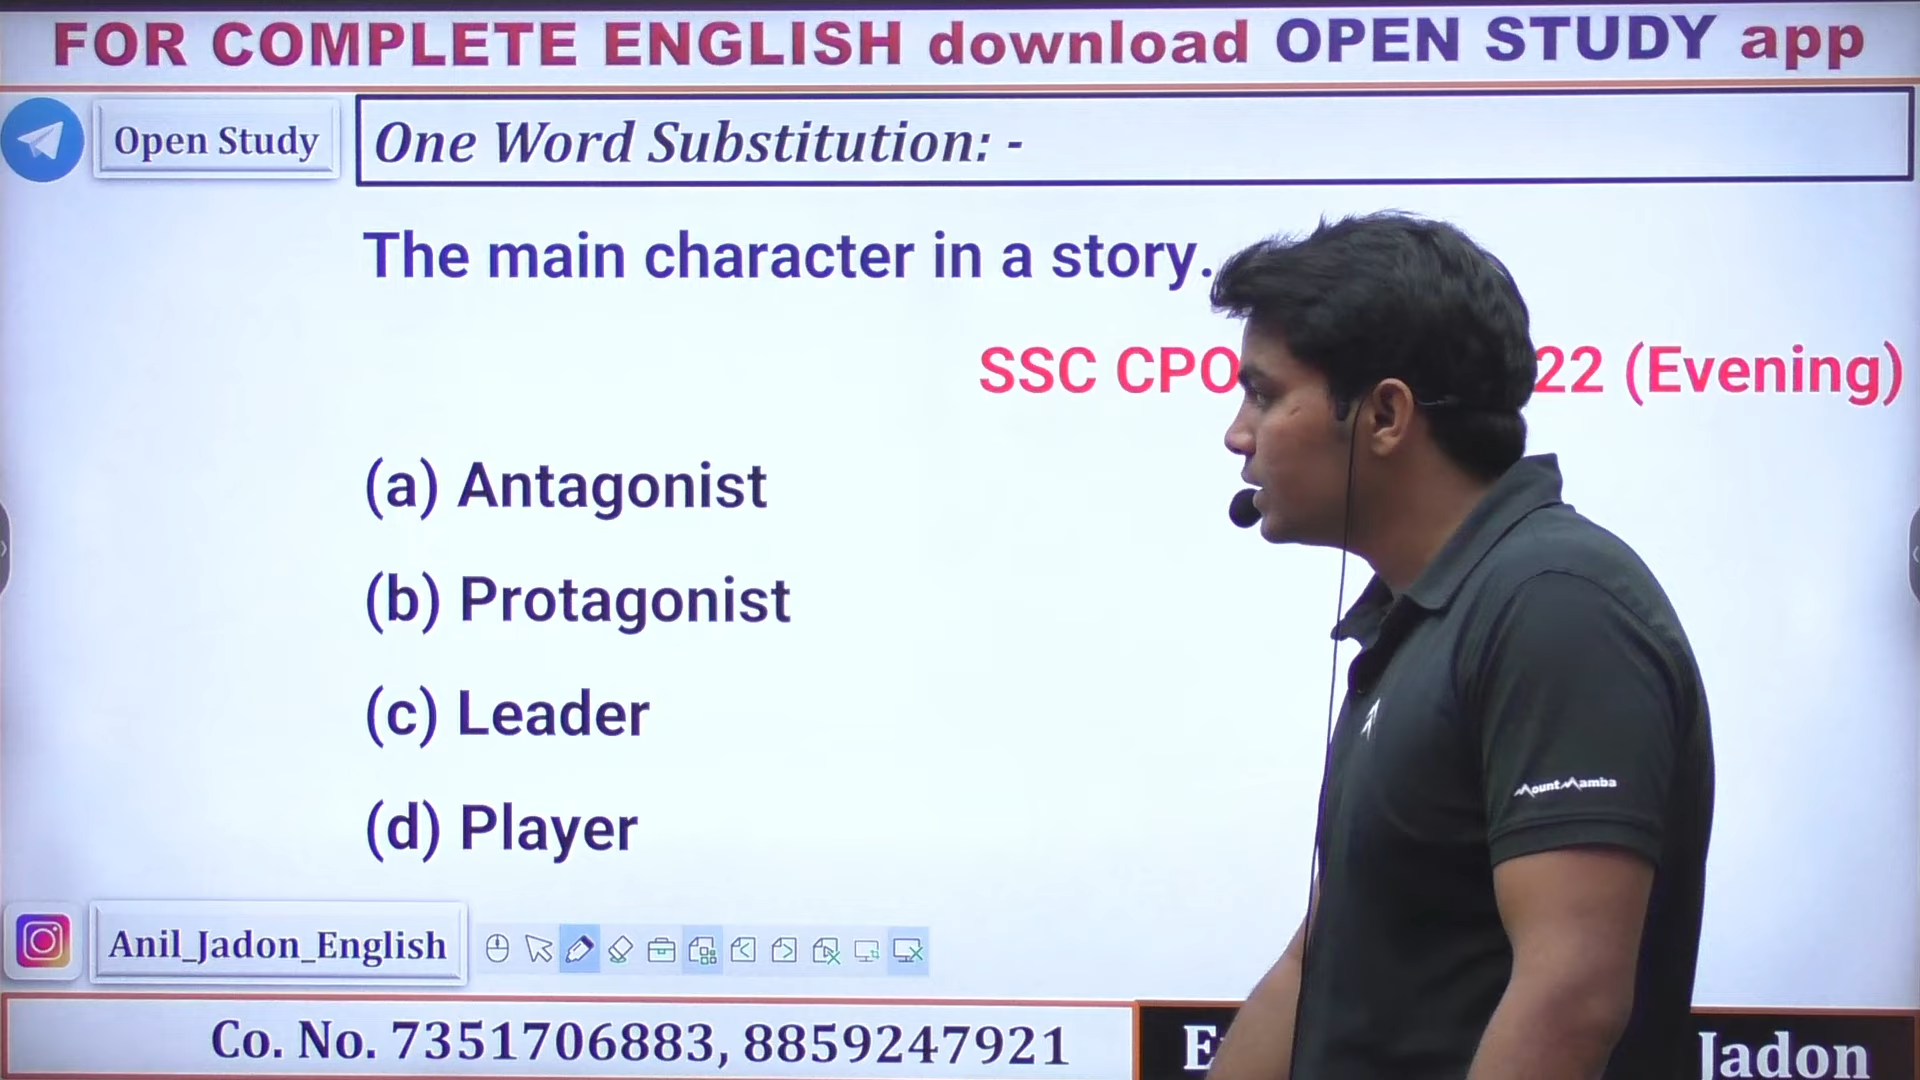 FOR COMPLETE ENGLISH download OPEN STUDY app
Open Study
One Word Substitution: -
The main character in a story.
SSC CPO 22 (Evening)
(a) Antagonist
(b) Protagonist
(c) Leader
(d) Player
MountMamba
Anil_Jadon_English
Co. No. 7351706883, 8859247921
Jadon